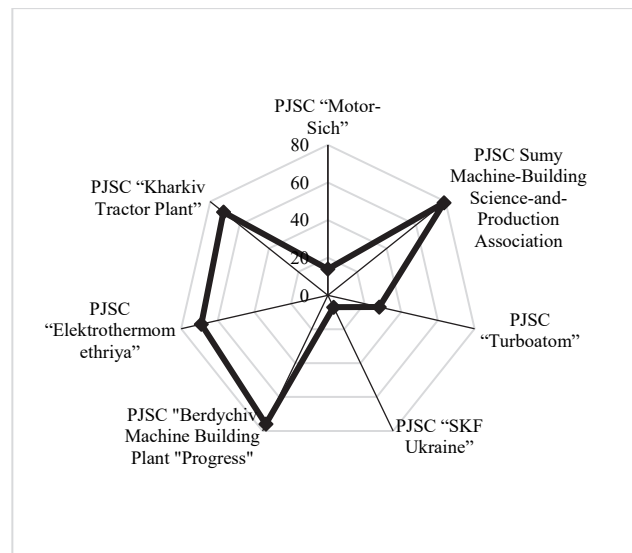 PJSC “Motor-
Sich”
80
60
40
20
0
PJSC Sumy
Machine-Building
Science-and-
Production
Association
PJSC
“Turboatom”
PJSC “SKF
Ukraine”
PJSC "Berdychiv
Machine Building
Plant "Progress"
PJSC
“Elektrothermom
ethriya”
PJSC “Kharkiv
Tractor Plant”